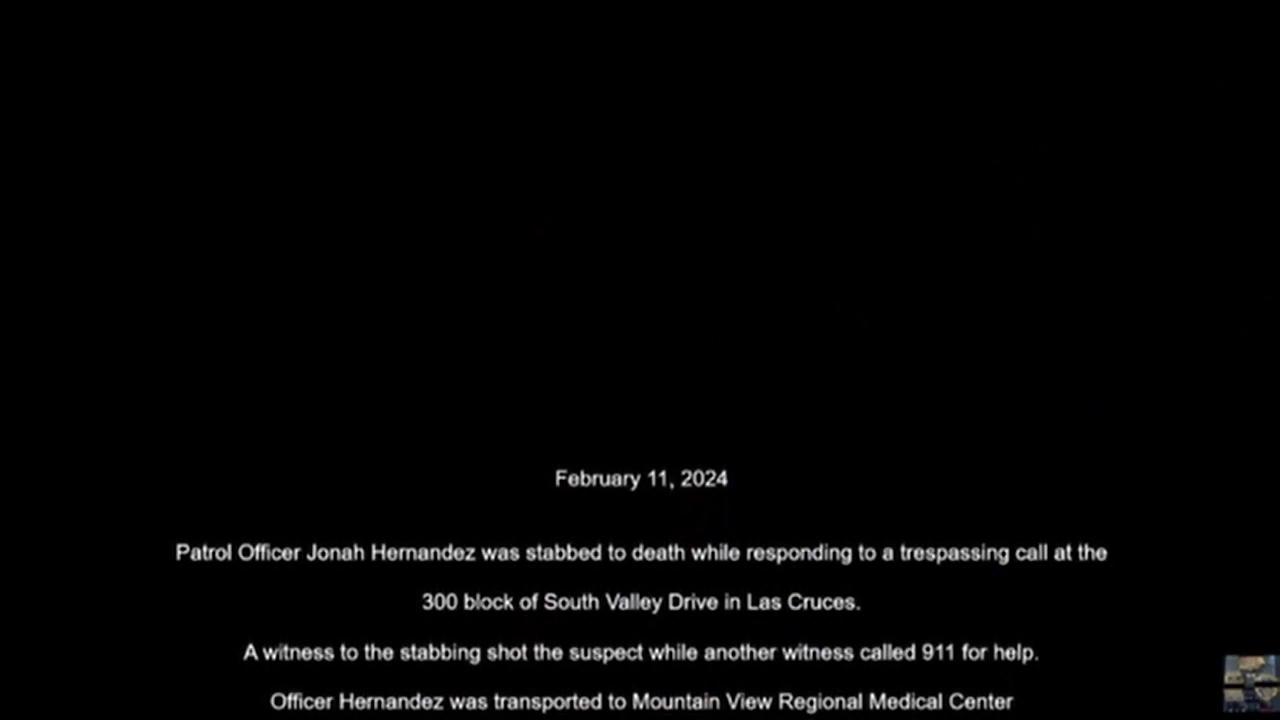 February 11, 2024
Patrol Officer Jonah Hernandez was stabbed to death while responding to a trespassing call at the
300 block of South Valley Drive in Las Cruces.
A witness to the stabbing shot the suspect while another witness called 911 for help.
Officer Hernandez was transported to Mountain View Regional Medical Center